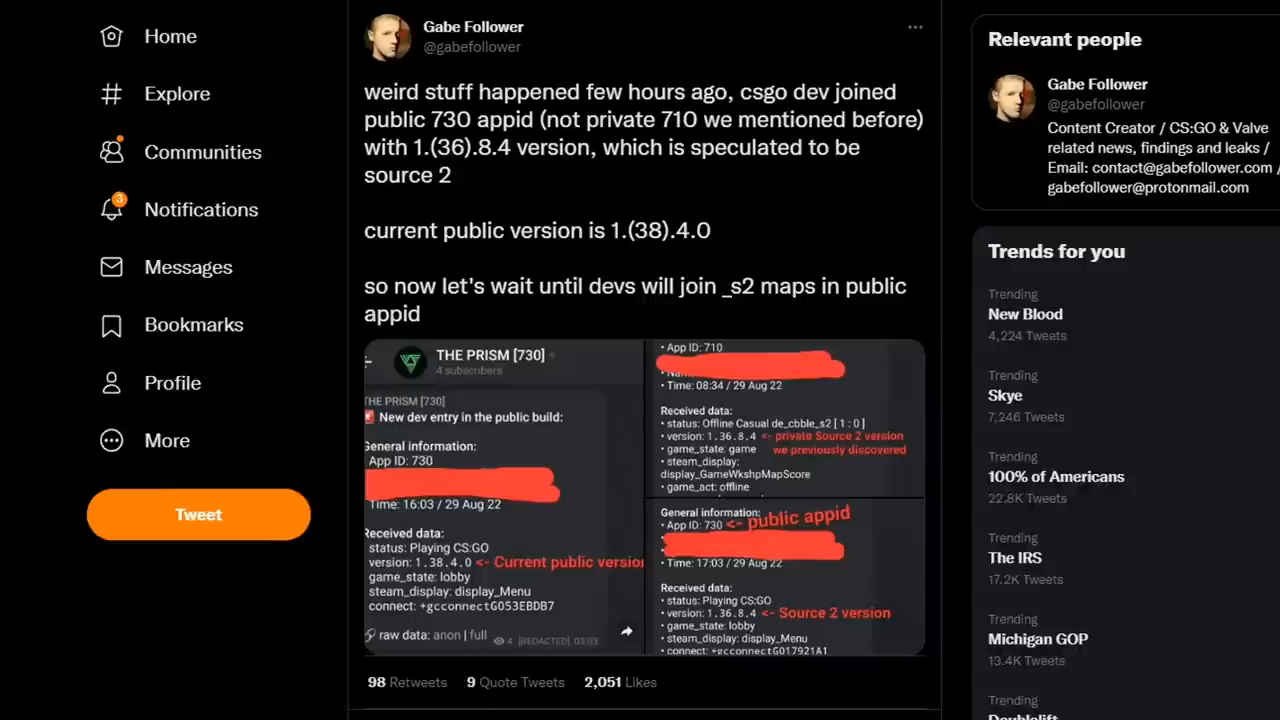 Home
Explore
Communities
3
Notifications
Messages
Bookmarks
Profile
More
Tweet
Gabe Follower
@gabefollower
weird stuff happened few hours ago, csgo dev joined
public 730 appid (not private 710 we mentioned before)
with 1.(36).8.4 version, which is speculated to be
source 2
current public version is 1.(38).4.0
so now let's wait until devs will join _s2 maps in public
appid
THE PRISM [730]
4 subscribers
THE PRISM [730]
New dev entry in the public build:
General information:
App ID: 730
Time: 16:03 / 29 Aug 22
Received data:
status: Playing CS:GO
version: 1.38.4.0 <- Current public version
game_state: lobby
steam_display: display_Menu
connect: +gcconnectG053EBDB7
raw data: anon | full
4 [REDACTED], 03:03
• App ID: 710
• Time: 08:34 / 29 Aug 22
Received data:
• status: Offline Casual de_cbble_s2 [ 1 : 0 ]
• version: 1.36.8.4 <- private Source 2 version
• game_state: game we previously discovered
• steam_display:
display_GameWkshpMapScore
• game_act: offline
General information:
• App ID: 730 <- public appid
• Time: 17:03 / 29 Aug 22
Received data:
• status: Playing CS:GO
• version: 1.36.8.4 <- Source 2 version
• game_state: lobby
• steam_display: display_Menu
• connect: +gcconnectG017921A1
98 Retweets 9 Quote Tweets 2,051 Likes
Relevant people
Gabe Follower
@gabefollower
Content Creator / CS:GO & Valve
related news, findings and leaks /
Email: contact@gabefollower.com /
gabefollower@protonmail.com
Trends for you
Trending
New Blood
4,224 Tweets
Trending
Skye
7,246 Tweets
Trending
100% of Americans
22.8K Tweets
Trending
The IRS
17.2K Tweets
Trending
Michigan GOP
13.4K Tweets
Trending
Doublelift